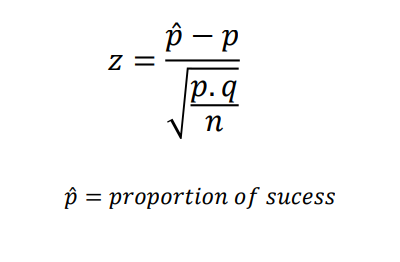 z = (p̂ − p) / √(p.q / n)
p̂ = proportion of sucess